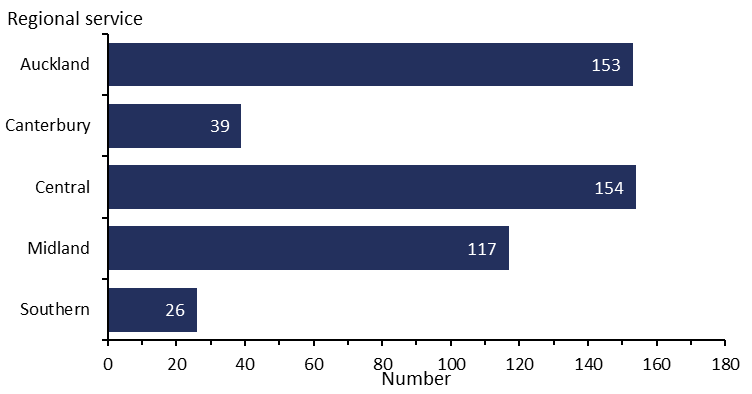 Regional service
Auckland 153
Canterbury 39
Central 154
Midland 117
Southern 26
0 20 40 60 80 100 120 140 160 180
Number